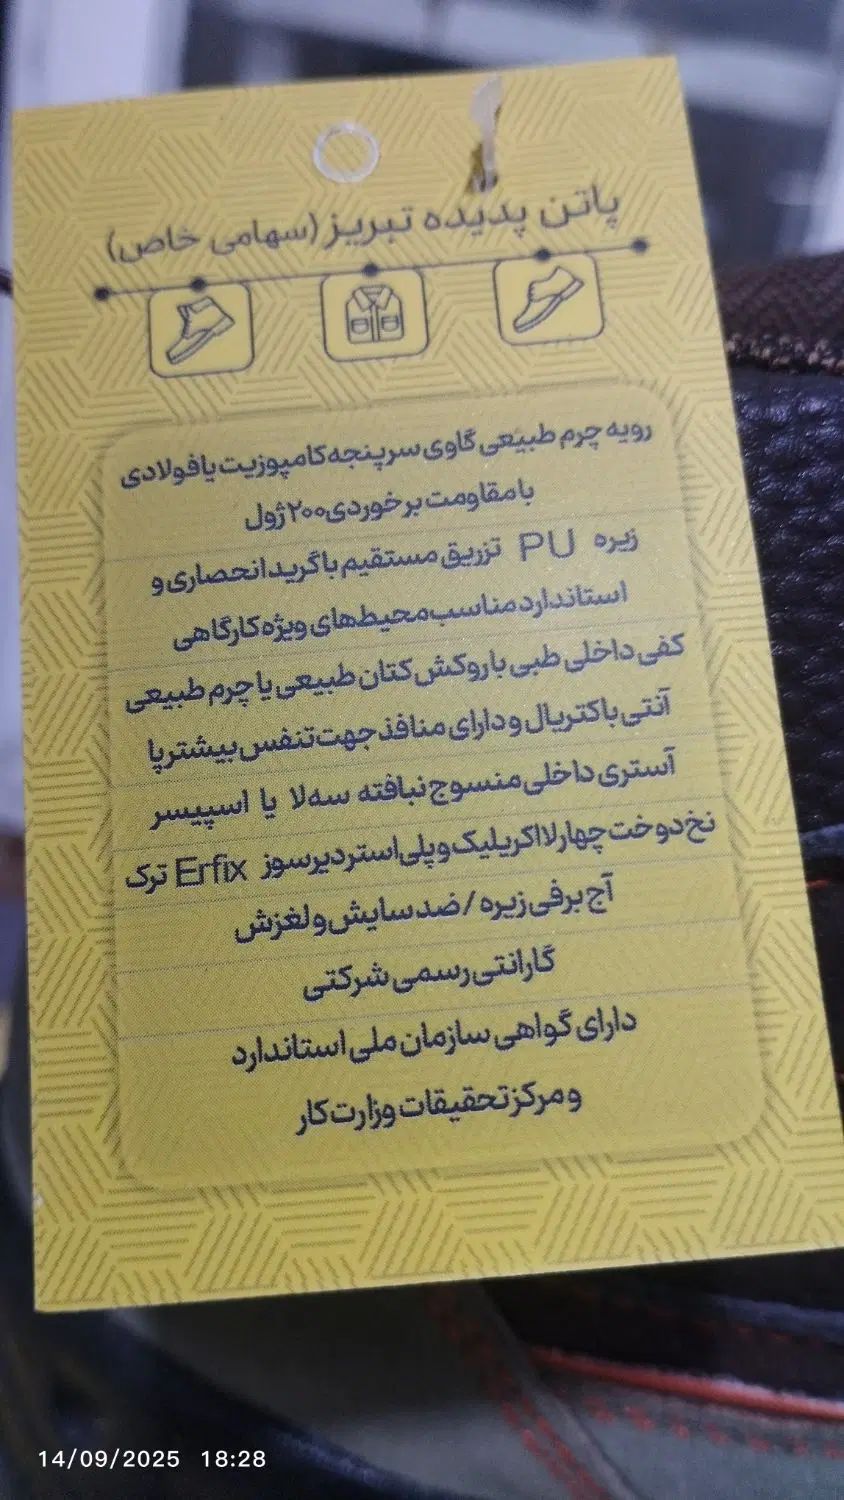 پاتن پدیده تبریز (سهامی خاص)
رویه چرم طبیعی گاوی سرپنجه کامپوزیت یا فولادی
با مقاومت برخوردی ۲۰۰ ژول
زیره PU تزریق مستقیم با گرید انحصاری و
استاندارد مناسب محیط‌های ویژه کارگاهی
کفی داخلی طبی با روکش کتان طبیعی یا چرم طبیعی
آنتی باکتریال و دارای منافذ جهت تنفس بیشتر پا
آستری داخلی منسوج نبافته سه لا یا اسپیسر
نخ دوخت چهارلا اکریلیک و پلی استر دیرسوز Erfix ترک
آج برفی زیره / ضد سایش و لغزش
گارانتی رسمی شرکتی
دارای گواهی سازمان ملی استاندارد
و مرکز تحقیقات وزارت کار
14/09/2025 18:28